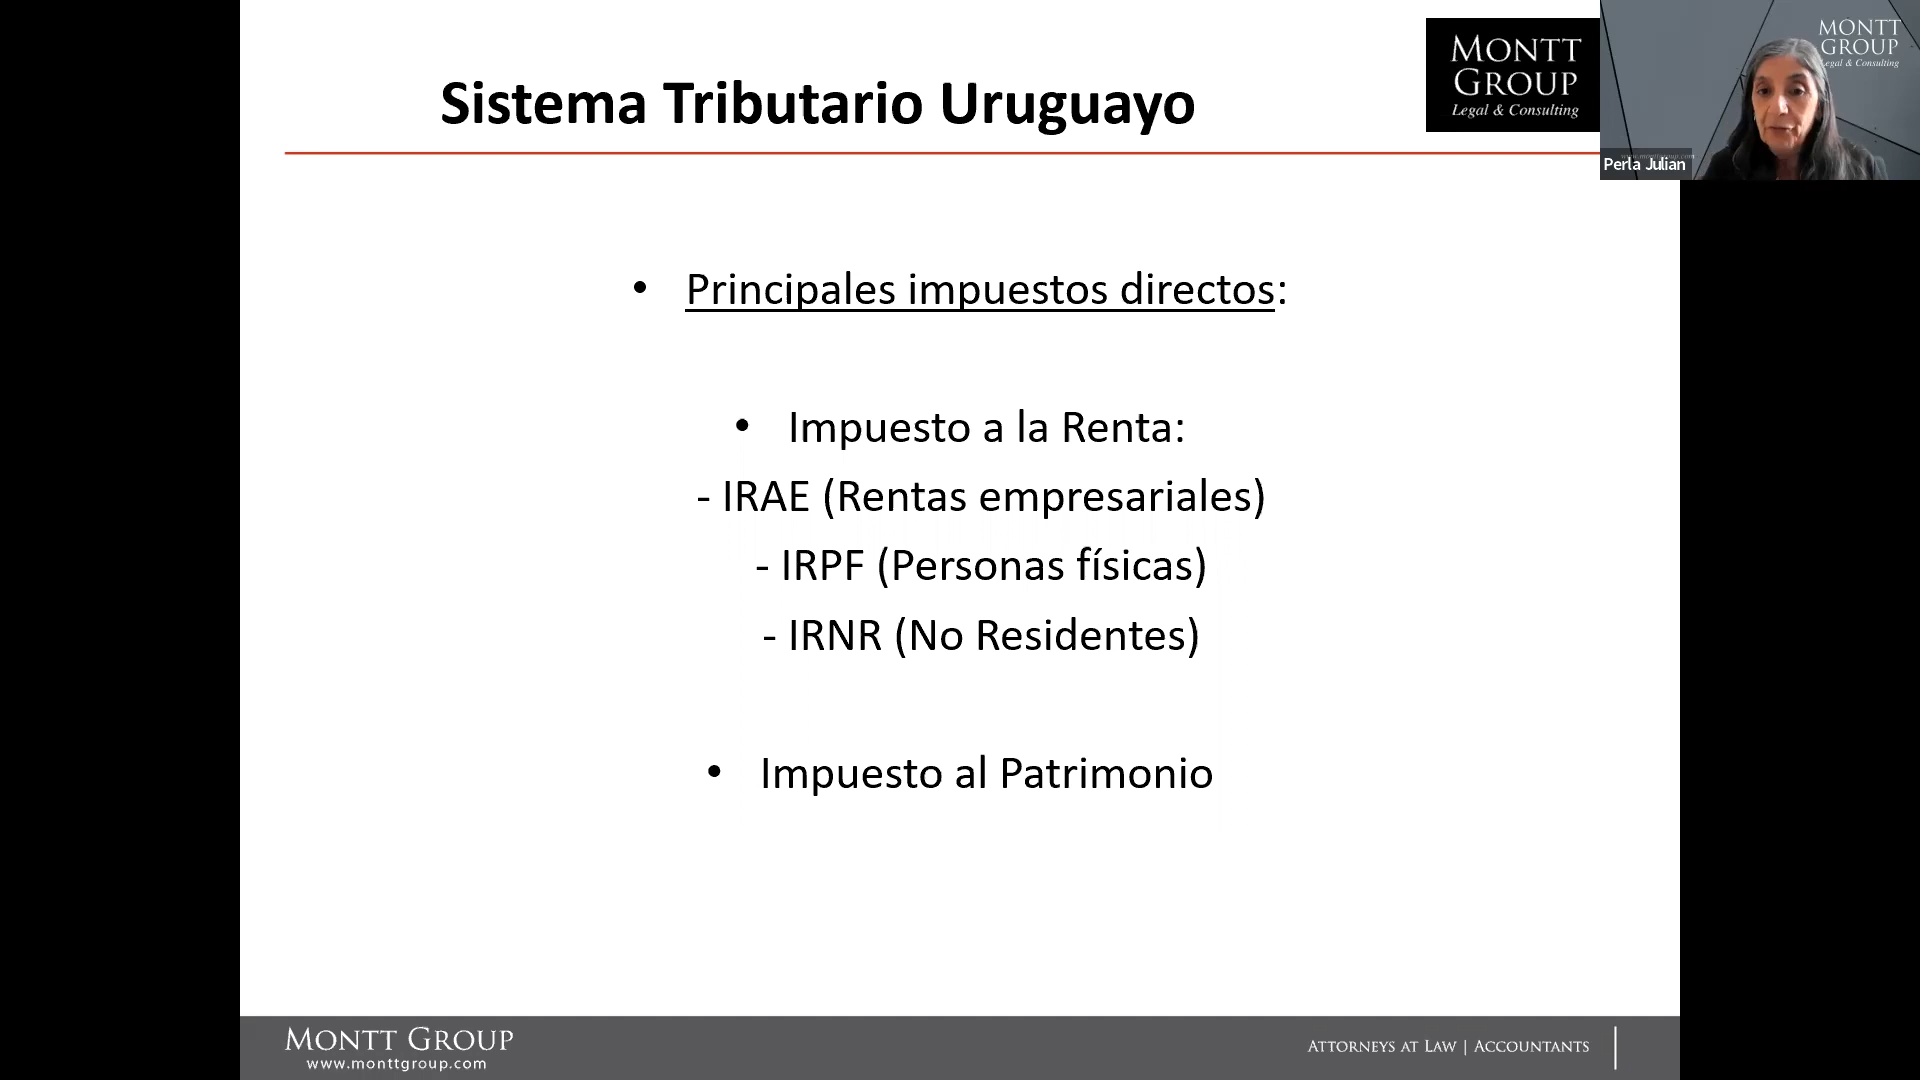 Sistema Tributario Uruguayo
MONTT
GROUP
Legal & Consulting
MONTT
GROUP
Legal & Consulting
Perla Julian
• Principales impuestos directos:
• Impuesto a la Renta:
- IRAE (Rentas empresariales)
- IRPF (Personas físicas)
- IRNR (No Residentes)
• Impuesto al Patrimonio
MONTT GROUP
www.monttgroup.com
ATTORNEYS AT LAW | ACCOUNTANTS